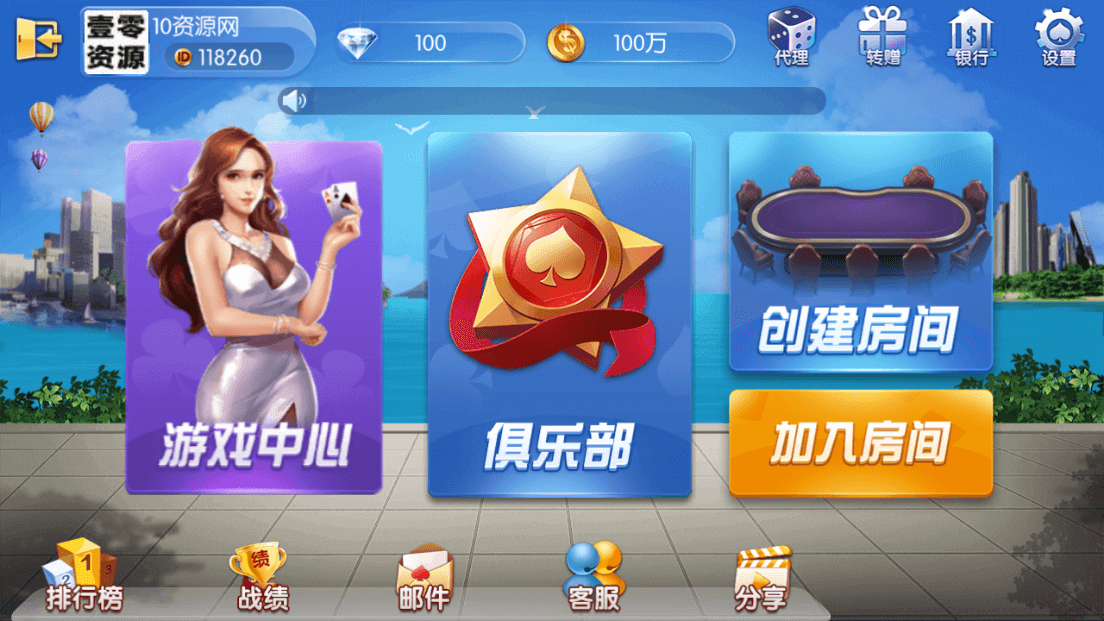 壹零
资源
10资源网
ID 118260
100
100万
代理
转赠
银行
设置
A
游戏中心
俱乐部
创建房间
加入房间
1
2
3
排行榜
绩
战绩
邮件
客服
分享